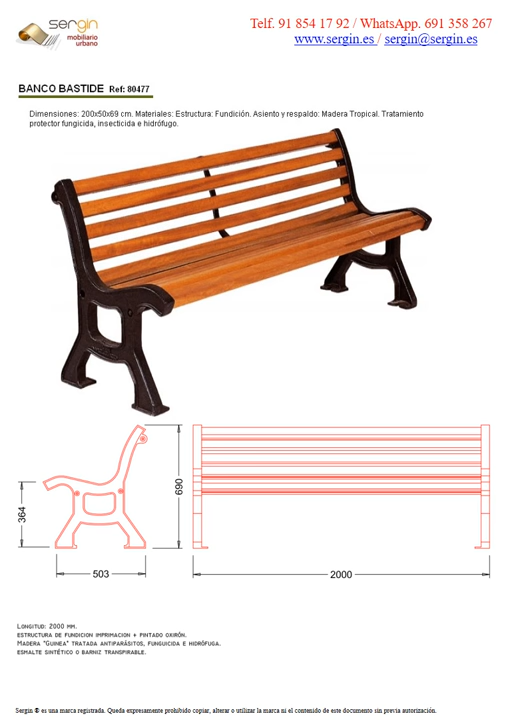 sergin
mobiliario
urbano
Telf. 91 854 17 92 / WhatsApp. 691 358 267
www.sergin.es / sergin@sergin.es
BANCO BASTIDE Ref: 80477
Dimensiones: 200x50x69 cm. Materiales: Estructura: Fundición. Asiento y respaldo: Madera Tropical. Tratamiento
protector fungicida, insecticida e hidrófugo.
364
503
690
2000
Longitud: 2000 mm.
estructura de fundicion imprimacion + pintado oxirón.
Madera "Guinea" tratada antiparásitos, funguicida e hidrófuga.
esmalte sintético o barniz transpirable.
Sergin ® es una marca registrada. Queda expresamente prohibido copiar, alterar o utilizar la marca ni el contenido de este documento sin previa autorización.